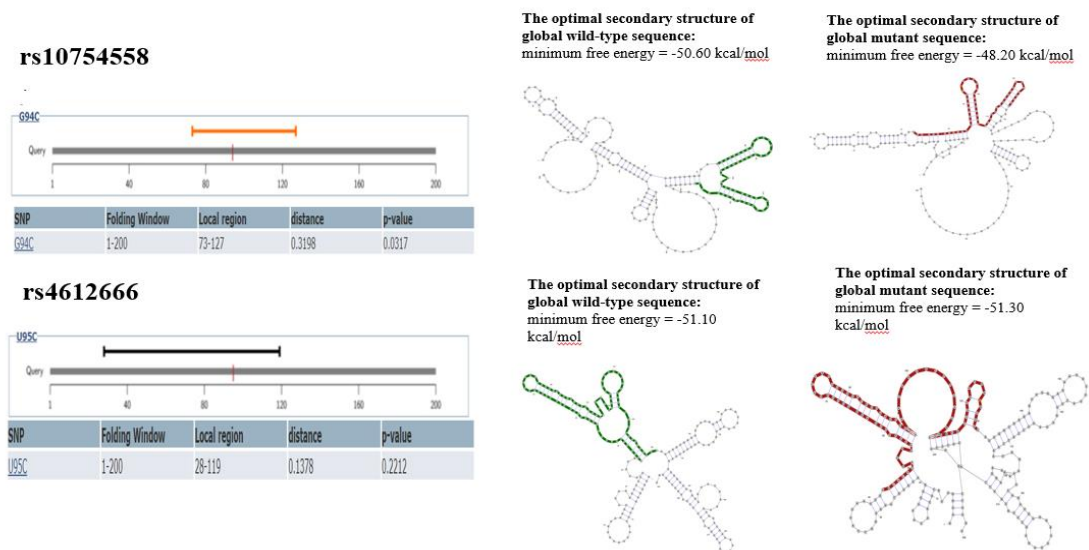 rs10754558
G94C
Query
1 40 80 120 160 200
SNP Folding Window Local region distance p-value
G94C 1-200 73-127 0.3198 0.0317
The optimal secondary structure of
global wild-type sequence:
minimum free energy = -50.60 kcal/mol
The optimal secondary structure of
global mutant sequence:
minimum free energy = -48.20 kcal/mol
rs4612666
U95C
Query
1 40 80 120 160 200
SNP Folding Window Local region distance p-value
U95C 1-200 28-119 0.1378 0.2212
The optimal secondary structure of
global wild-type sequence:
minimum free energy = -51.10
kcal/mol
The optimal secondary structure of
global mutant sequence:
minimum free energy = -51.30
kcal/mol